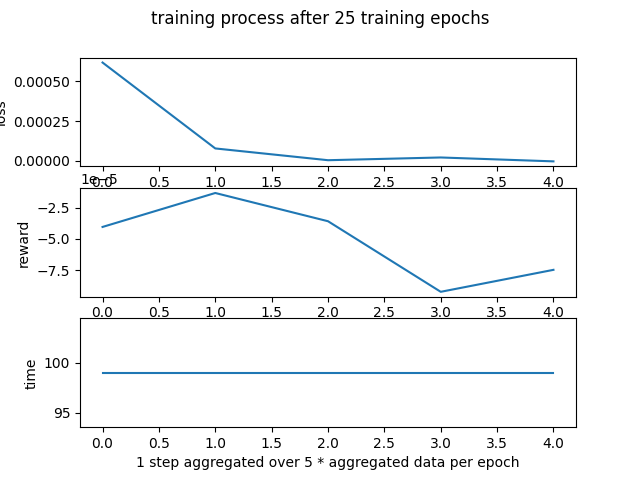 training process after 25 training epochs
loss
0.00050
0.00025
0.00000
0.0 0.5 1.0 1.5 2.0 2.5 3.0 3.5 4.0
1e−5
reward
−2.5
−5.0
−7.5
0.0 0.5 1.0 1.5 2.0 2.5 3.0 3.5 4.0
time
100
95
0.0 0.5 1.0 1.5 2.0 2.5 3.0 3.5 4.0
1 step aggregated over 5 * aggregated data per epoch